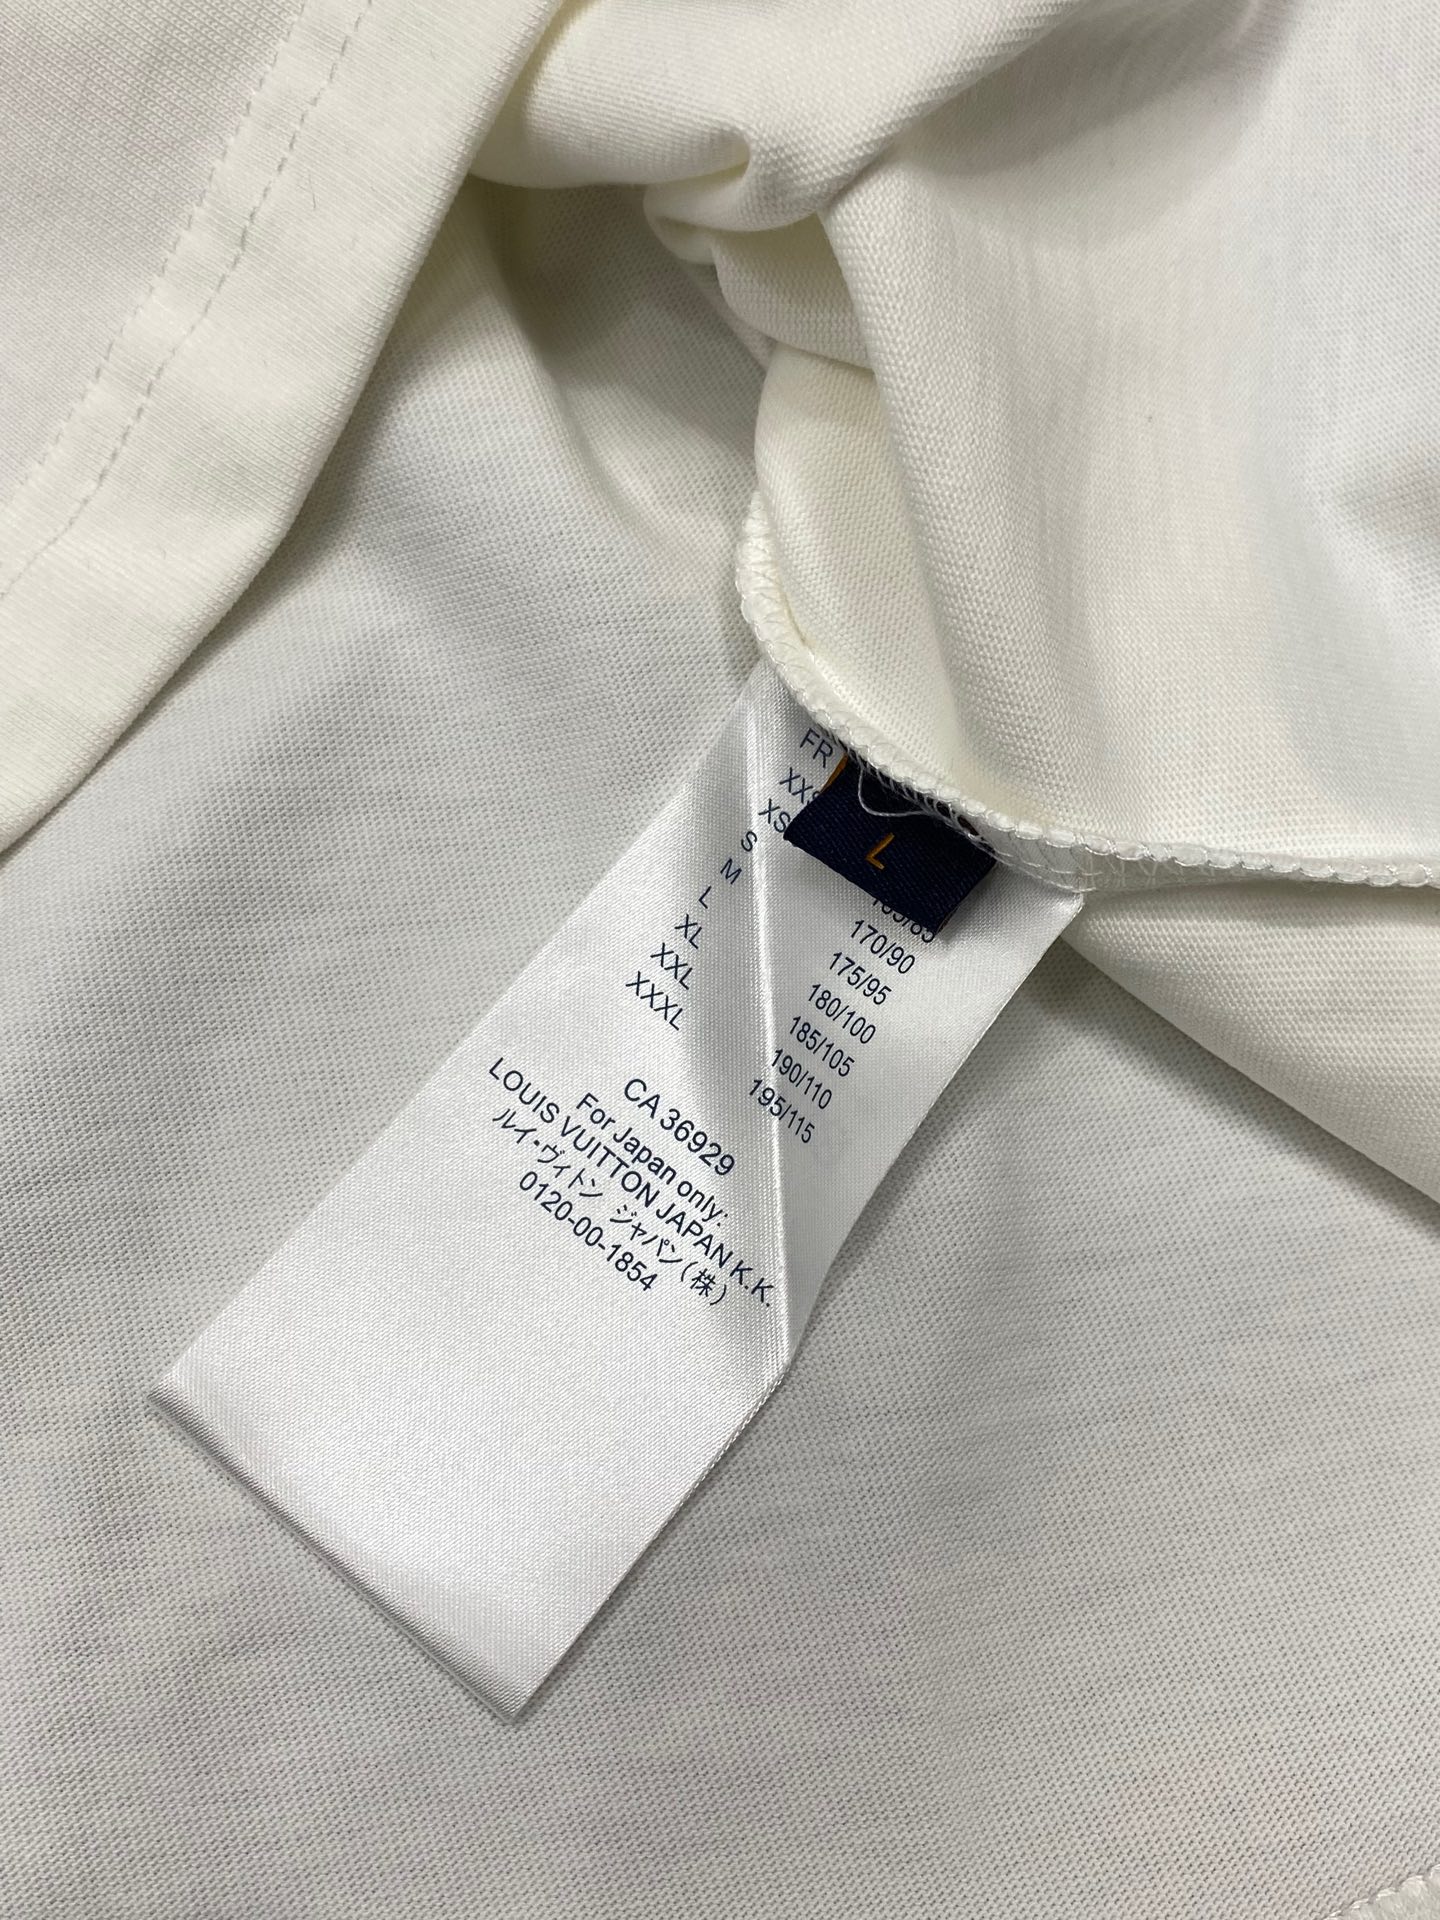 FR
XXS
XS
S
M
L
XL
XXL
XXXL
L
170/90
175/95
180/100
185/105
190/110
195/115
CA 36929
For Japan only:
LOUIS VUITTON JAPAN K.K.
ルイ・ヴィトン ジャパン(株)
0120-00-1854